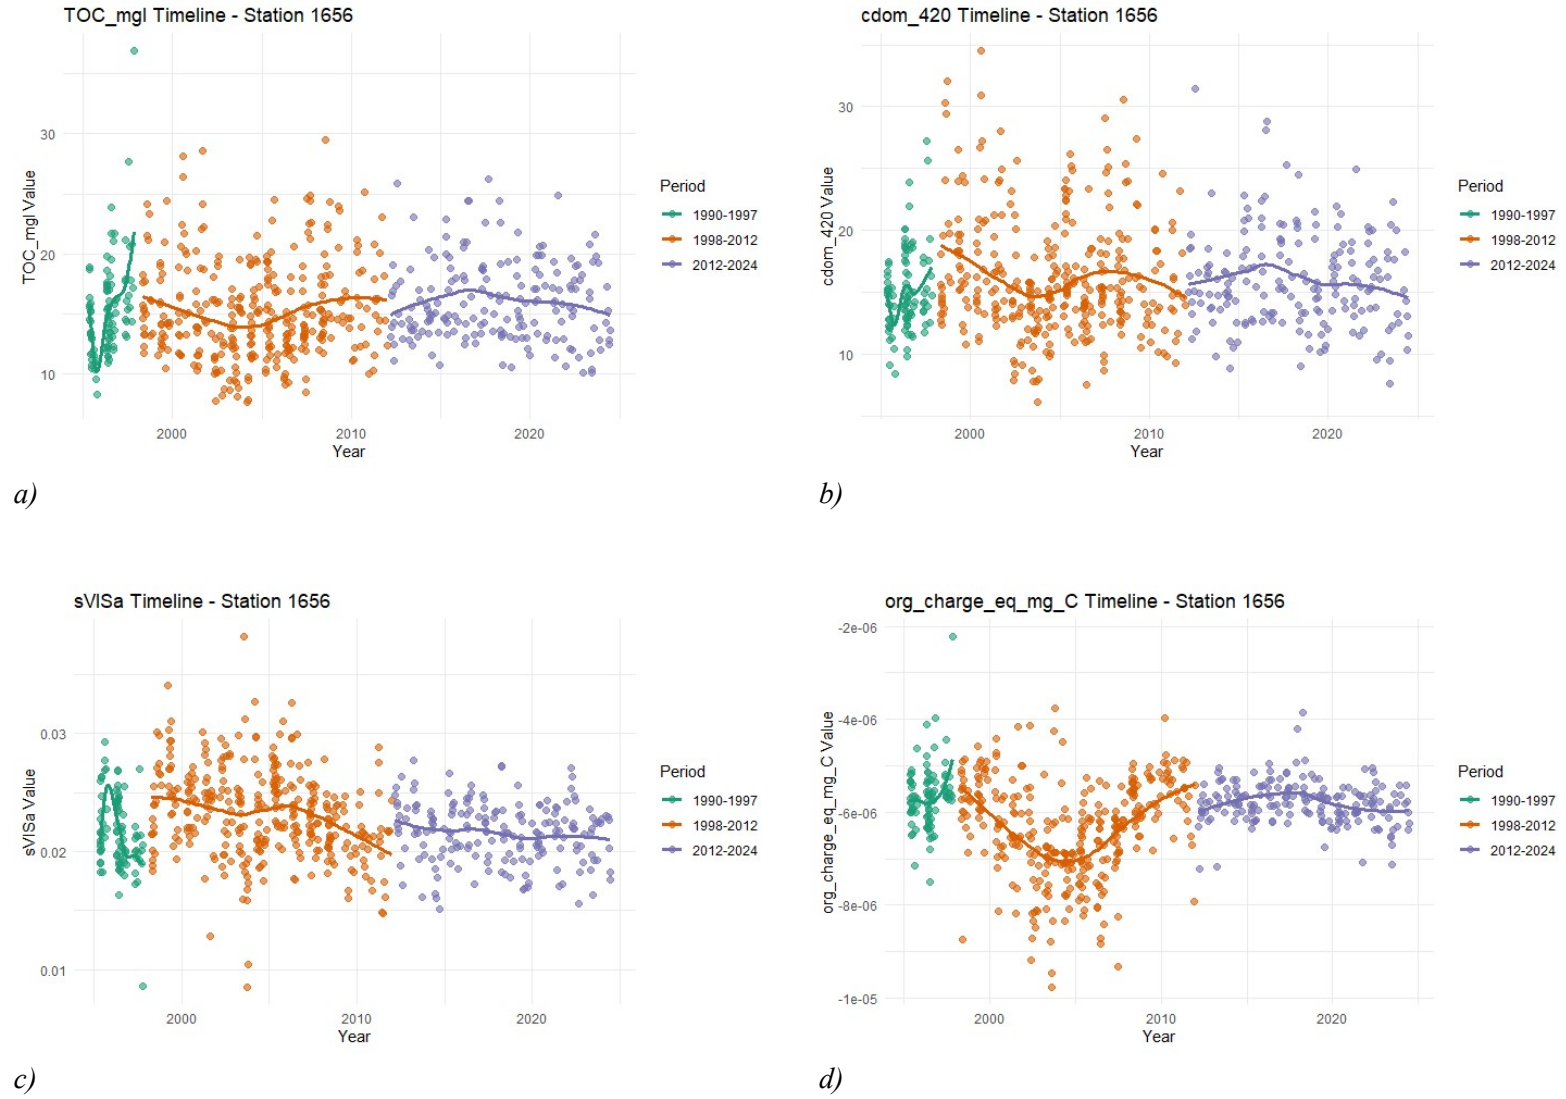 TOC_mgl Timeline - Station 1656
TOC_mgl Value
30
20
10
2000 2010 2020
Year
Period
1990-1997
1998-2012
2012-2024
a)
cdom_420 Timeline - Station 1656
cdom_420 Value
30
20
10
2000 2010 2020
Year
Period
1990-1997
1998-2012
2012-2024
b)
sVISa Timeline - Station 1656
sVISa Value
0.03
0.02
0.01
2000 2010 2020
Year
Period
1990-1997
1998-2012
2012-2024
c)
org_charge_eq_mg_C Timeline - Station 1656
org_charge_eq_mg_C Value
-2e-06
-4e-06
-6e-06
-8e-06
-1e-05
2000 2010 2020
Year
Period
1990-1997
1998-2012
2012-2024
d)